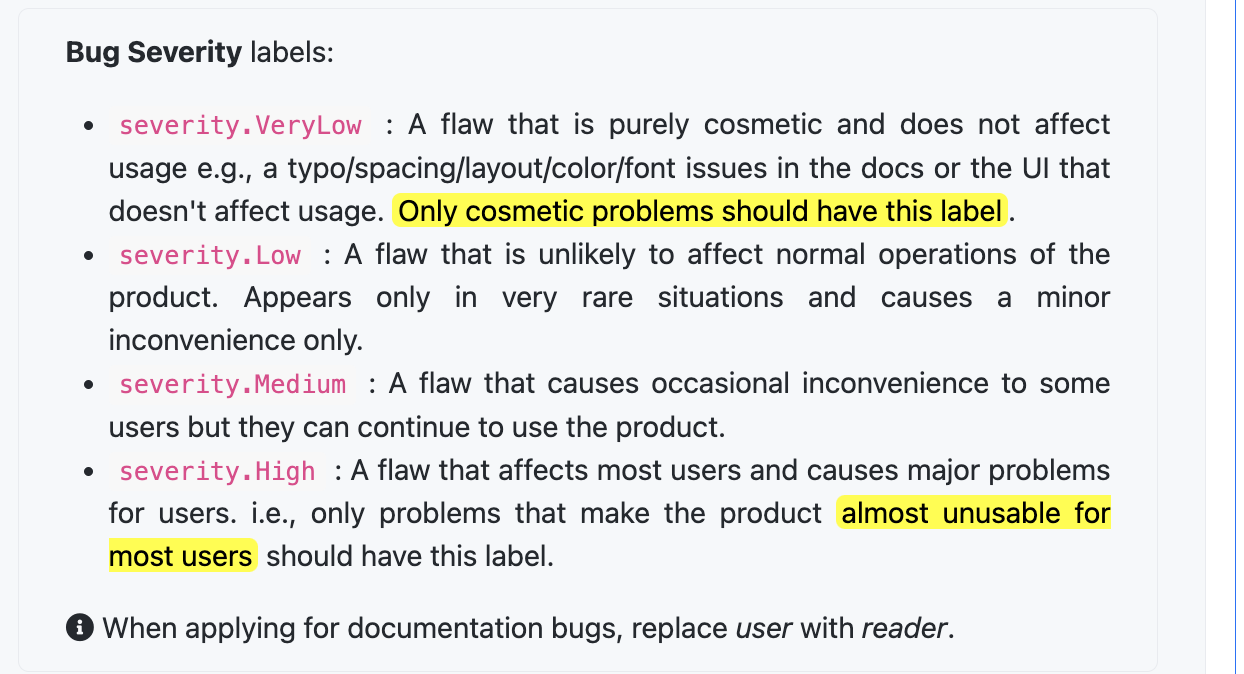 Bug Severity labels:
• severity.VeryLow : A flaw that is purely cosmetic and does not affect
usage e.g., a typo/spacing/layout/color/font issues in the docs or the UI that
doesn't affect usage. Only cosmetic problems should have this label.
• severity.Low : A flaw that is unlikely to affect normal operations of the
product. Appears only in very rare situations and causes a minor
inconvenience only.
• severity.Medium : A flaw that causes occasional inconvenience to some
users but they can continue to use the product.
• severity.High : A flaw that affects most users and causes major problems
for users. i.e., only problems that make the product almost unusable for
most users should have this label.
When applying for documentation bugs, replace user with reader.